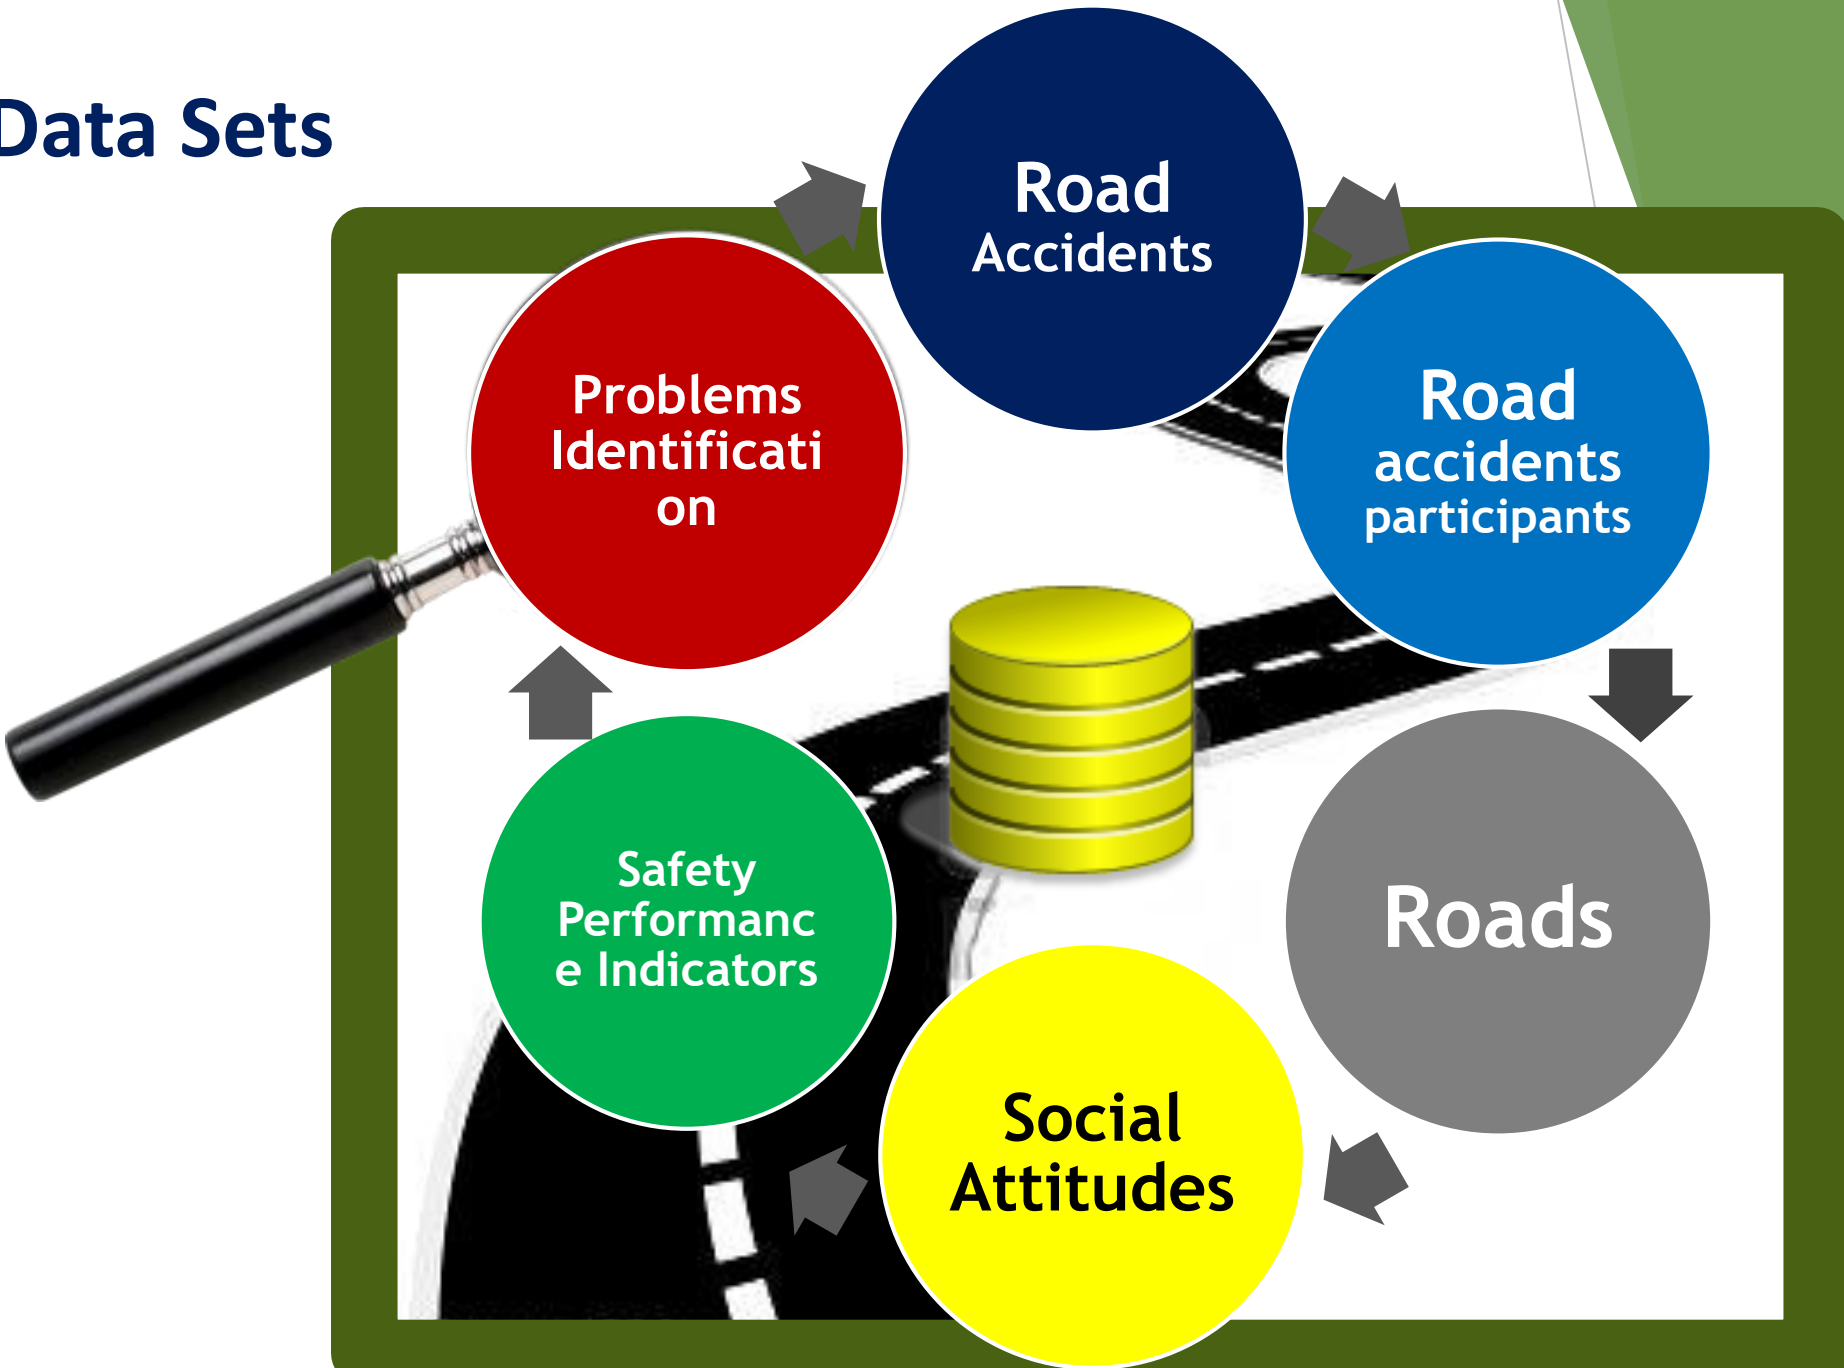 Data Sets
Road
Accidents
Road
accidents
participants
Roads
Social
Attitudes
Safety
Performanc
e Indicators
Problems
Identificati
on